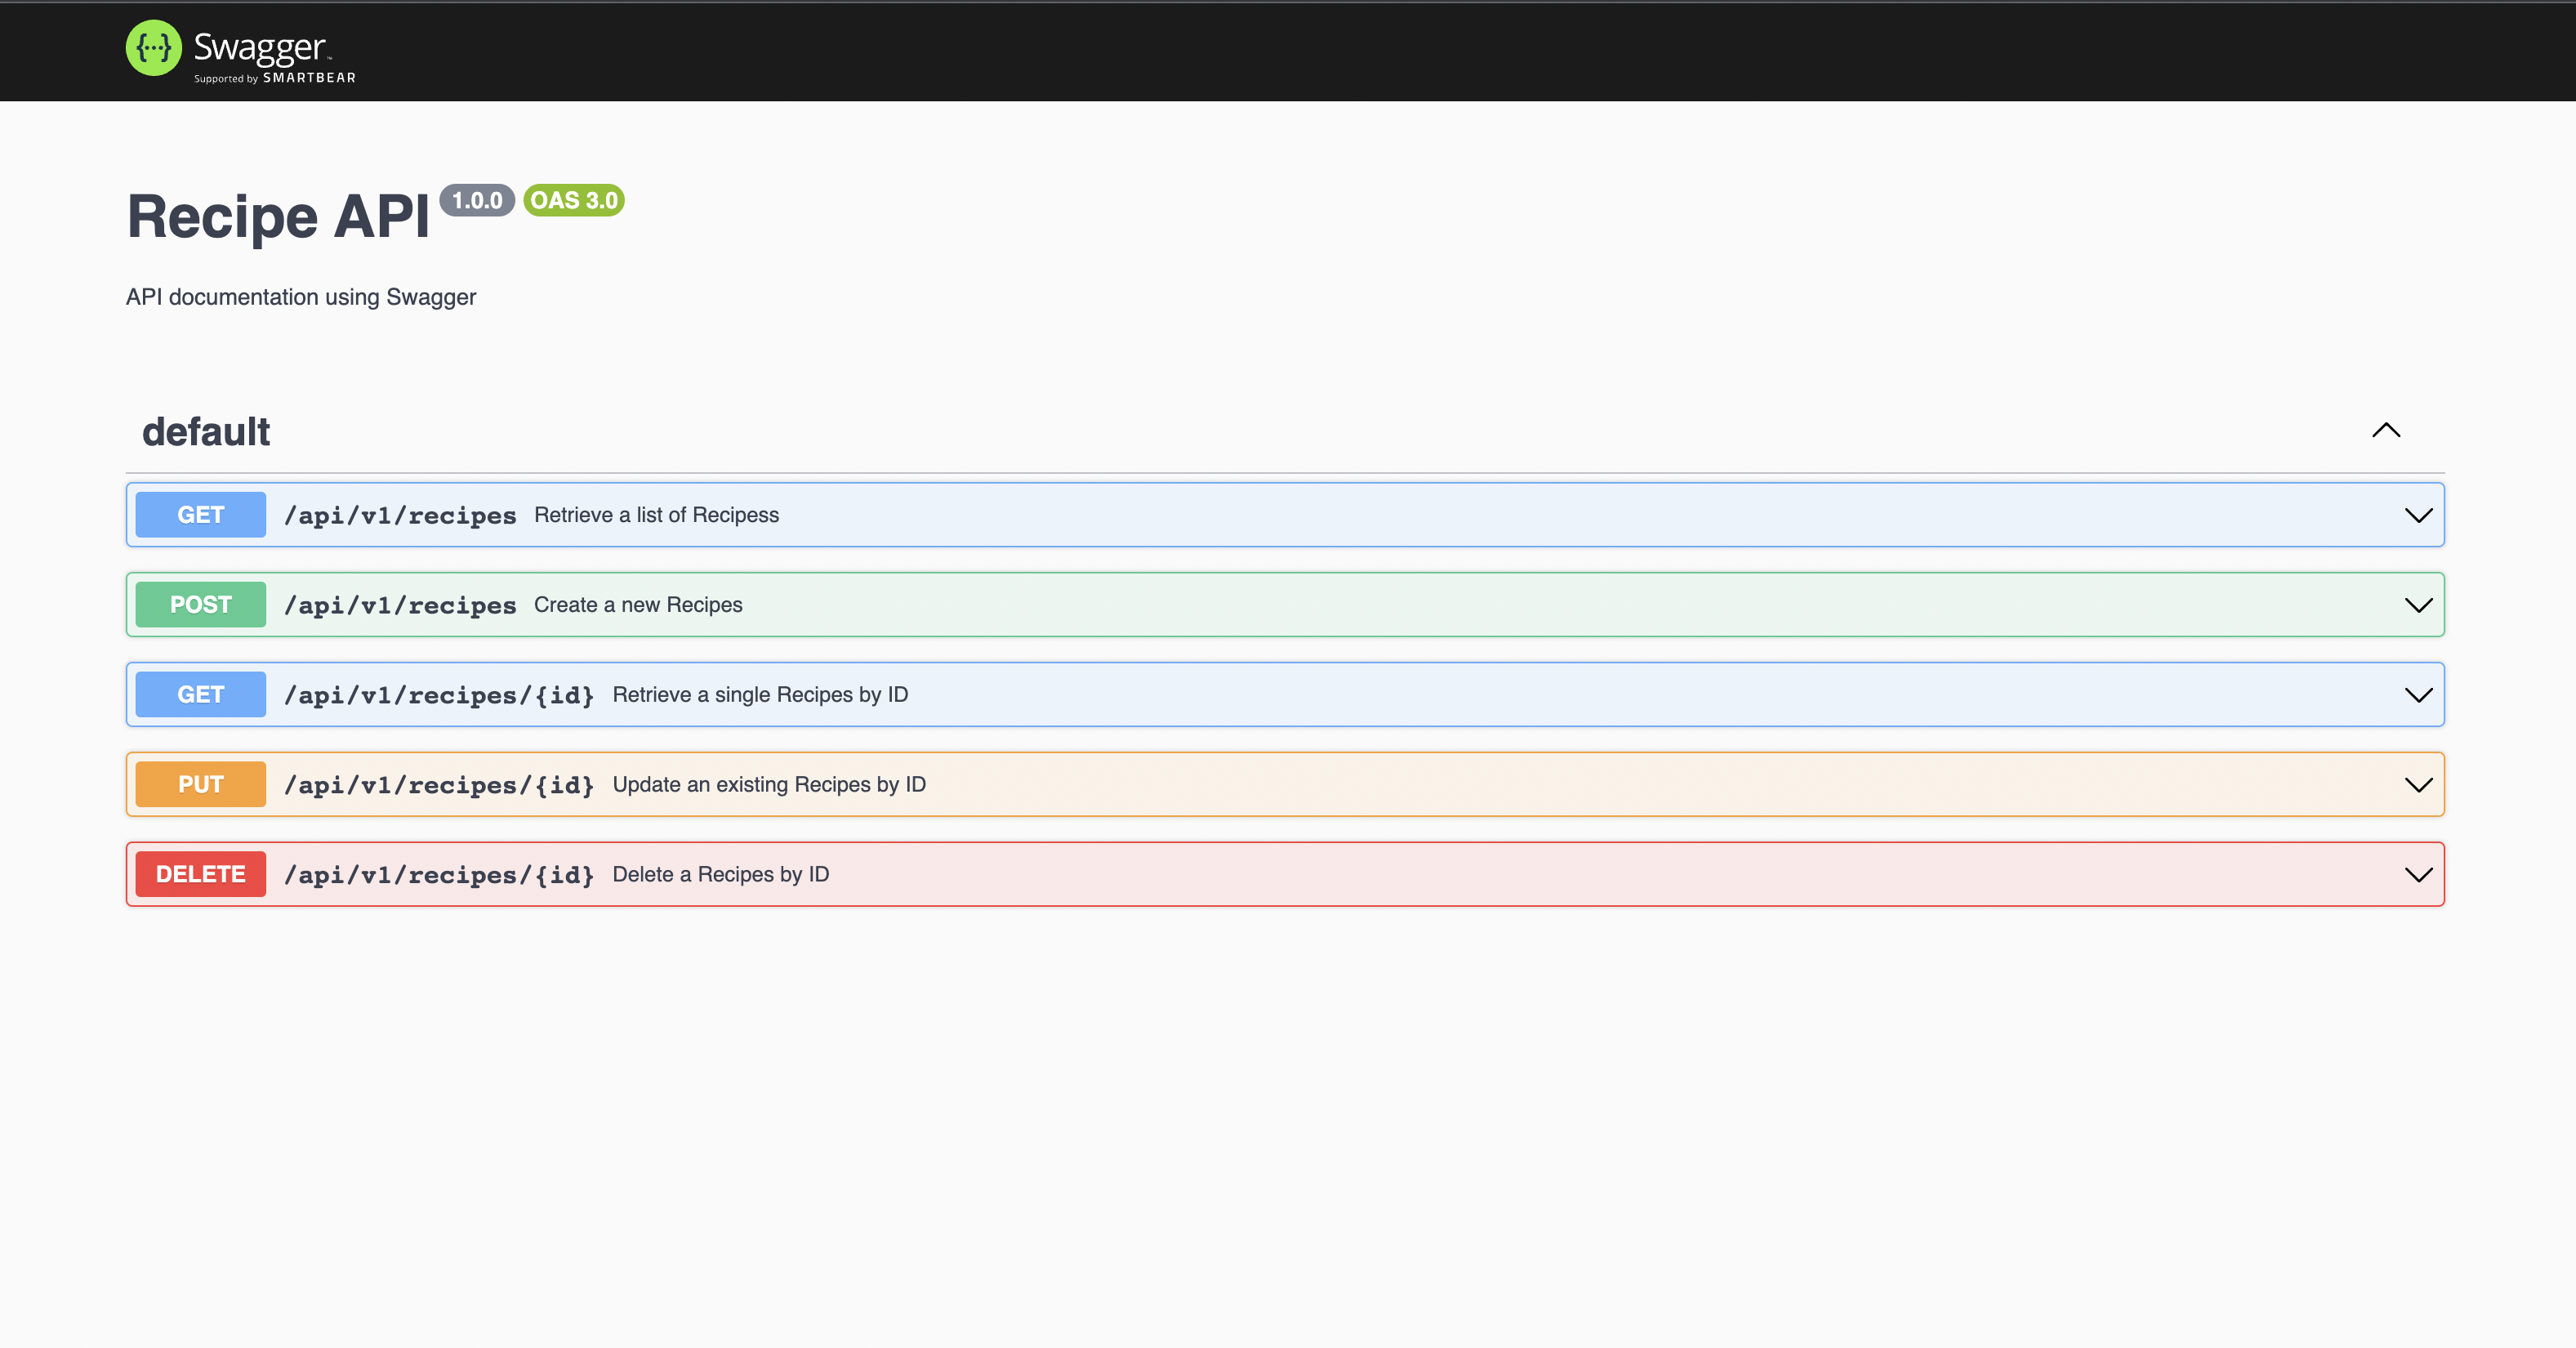 {...} Swagger™
Supported by SMARTBEAR
Recipe API 1.0.0 OAS 3.0
API documentation using Swagger
default
GET /api/v1/recipes Retrieve a list of Recipess
POST /api/v1/recipes Create a new Recipes
GET /api/v1/recipes/{id} Retrieve a single Recipes by ID
PUT /api/v1/recipes/{id} Update an existing Recipes by ID
DELETE /api/v1/recipes/{id} Delete a Recipes by ID